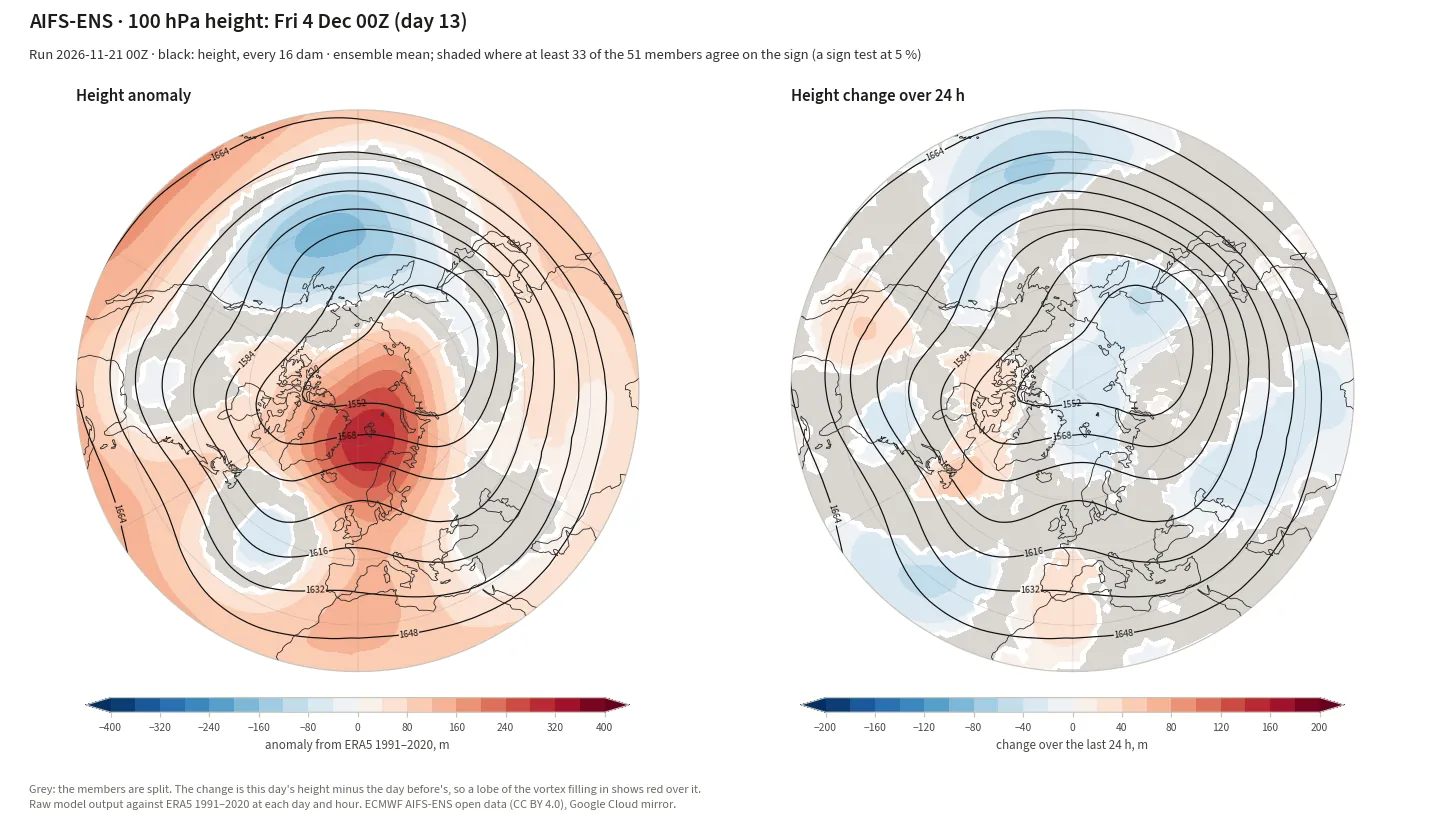 AIFS-ENS · 100 hPa height: Fri 4 Dec 00Z (day 13)
Run 2026-11-21 00Z · black: height, every 16 dam · ensemble mean; shaded where at least 33 of the 51 members agree on the sign (a sign test at 5 %)
Height anomaly
Height change over 24 h
1664
1584
1552
1568
1664
1616
1632
1648
1664
1584
1552
1568
1664
1616
1632
1648
−400 −320 −240 −160 −80 0 80 160 240 320 400
anomaly from ERA5 1991–2020, m
−200 −160 −120 −80 −40 0 40 80 120 160 200
change over the last 24 h, m
Grey: the members are split. The change is this day's height minus the day before's, so a lobe of the vortex filling in shows red over it.
Raw model output against ERA5 1991–2020 at each day and hour. ECMWF AIFS-ENS open data (CC BY 4.0), Google Cloud mirror.